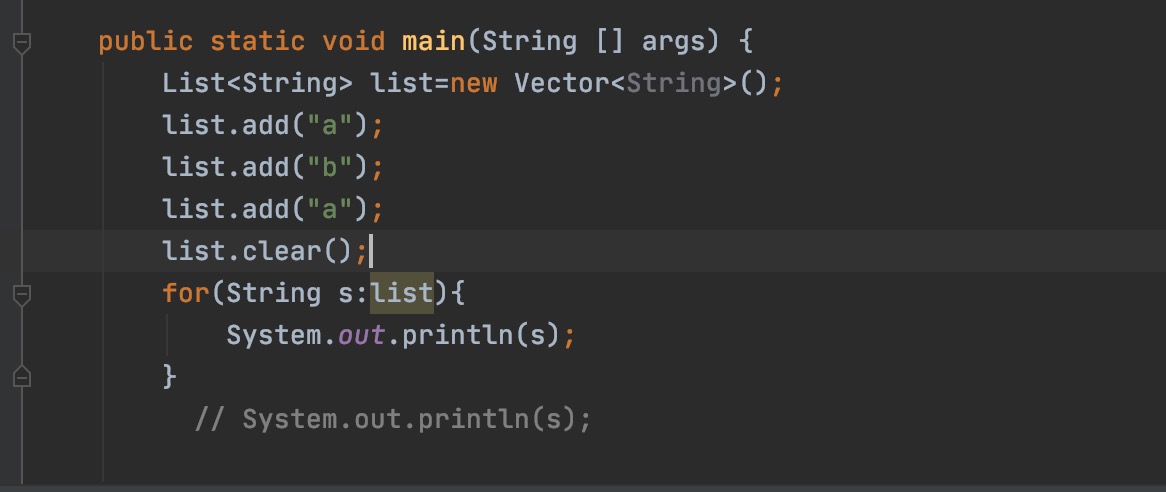 public static void main(String [] args) {
List<String> list=new Vector<String>();
list.add("a");
list.add("b");
list.add("a");
list.clear();
for(String s:list){
System.out.println(s);
}
// System.out.println(s);